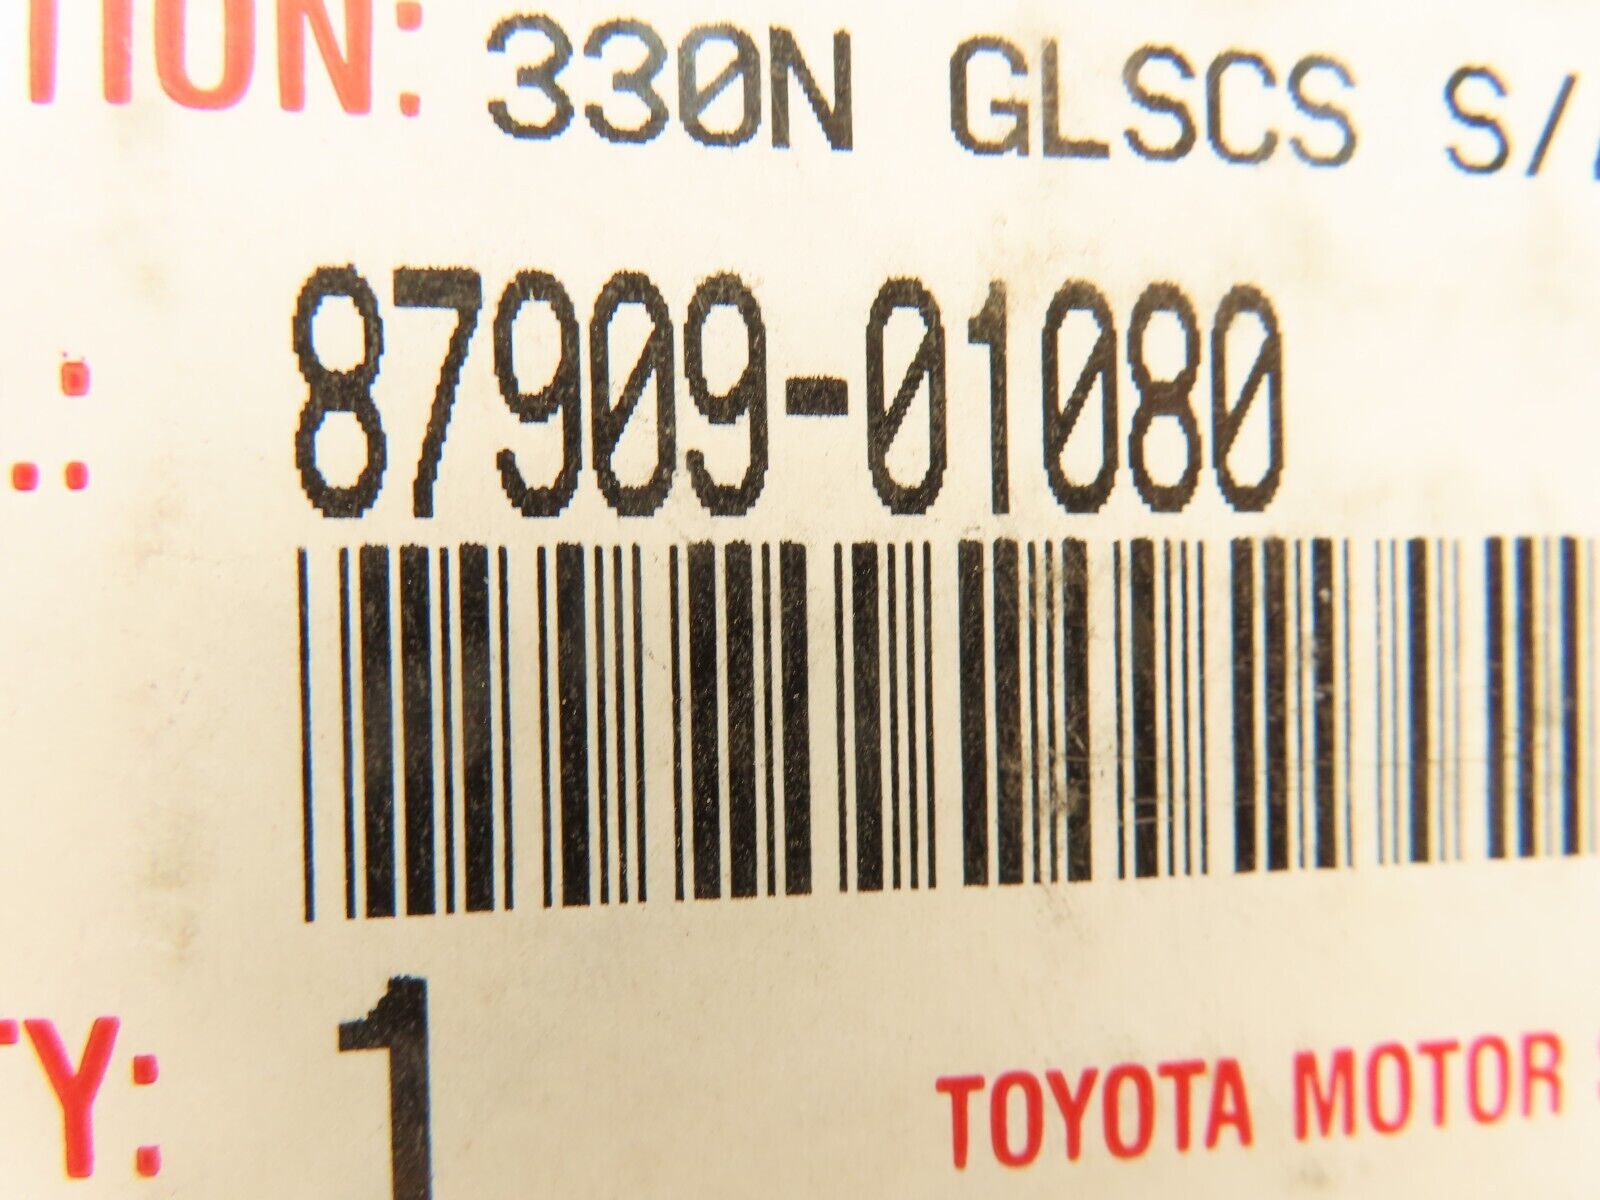 TION: 330N GLSCS S/
87909-01080
TY: 1
TOYOTA MOTOR